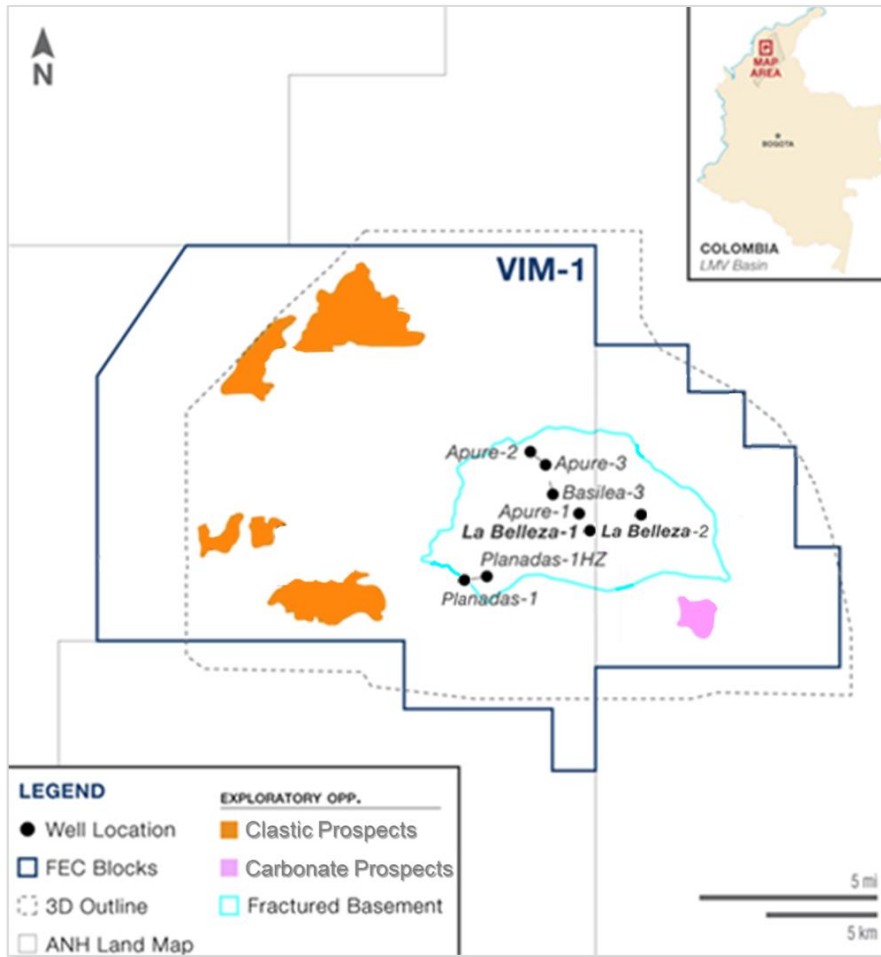 N
MAP
AREA
BOGOTA
COLOMBIA
LMV Basin
VIM-1
Apure-2
Apure-3
Basilea-3
Apure-1
La Belleza-1
La Belleza-2
Planadas-1HZ
Planadas-1
LEGEND
Well Location
FEC Blocks
3D Outline
ANH Land Map
EXPLORATORY OPP.
Clastic Prospects
Carbonate Prospects
Fractured Basement
5 mi
5 km